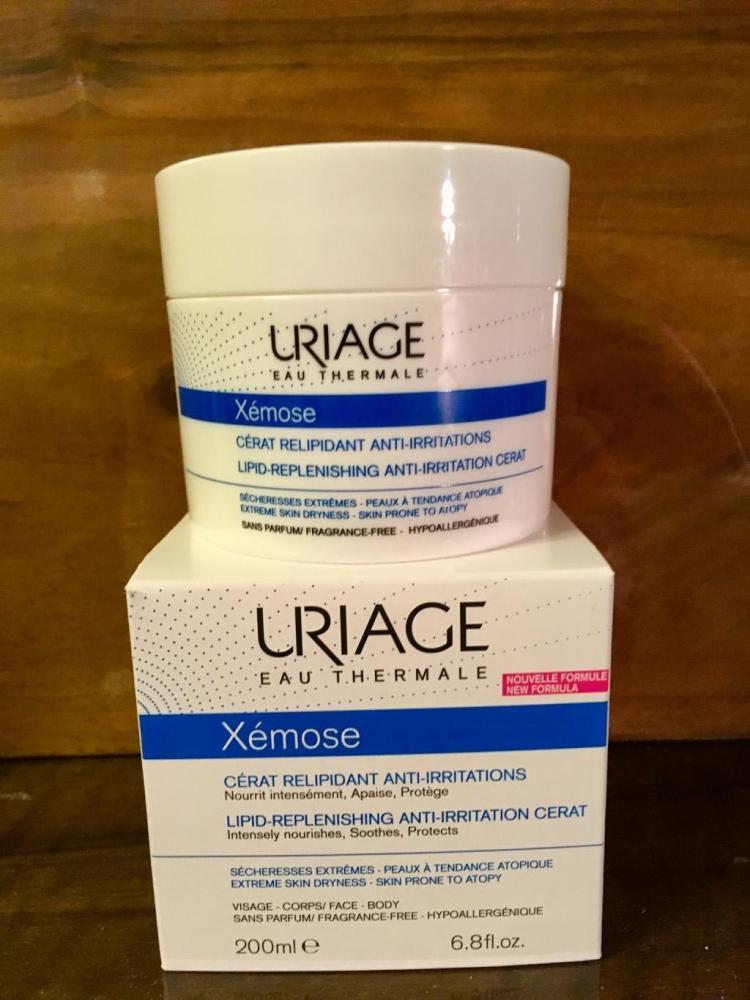 URIAGE
EAU THERMALE
Xémose
CÉRAT RELIPIDANT ANTI-IRRITATIONS
LIPID-REPLENISHING ANTI-IRRITATION CERAT
SÉCHERESSES EXTRÊMES - PEAUX À TENDANCE ATOPIQUE
EXTREME SKIN DRYNESS - SKIN PRONE TO ATOPY
SANS PARFUM/ FRAGRANCE-FREE - HYPOALLERGÉNIQUE
URIAGE
EAU THERMALE
NOUVELLE FORMULE
NEW FORMULA
Xémose
CÉRAT RELIPIDANT ANTI-IRRITATIONS
Nourrit intensément, Apaise, Protège
LIPID-REPLENISHING ANTI-IRRITATION CERAT
Intensely nourishes, Soothes, Protects
SÉCHERESSES EXTRÊMES - PEAUX À TENDANCE ATOPIQUE
EXTREME SKIN DRYNESS - SKIN PRONE TO ATOPY
VISAGE - CORPS/ FACE - BODY
SANS PARFUM/ FRAGRANCE-FREE - HYPOALLERGÉNIQUE
200ml ℮ 6.8fl.oz.